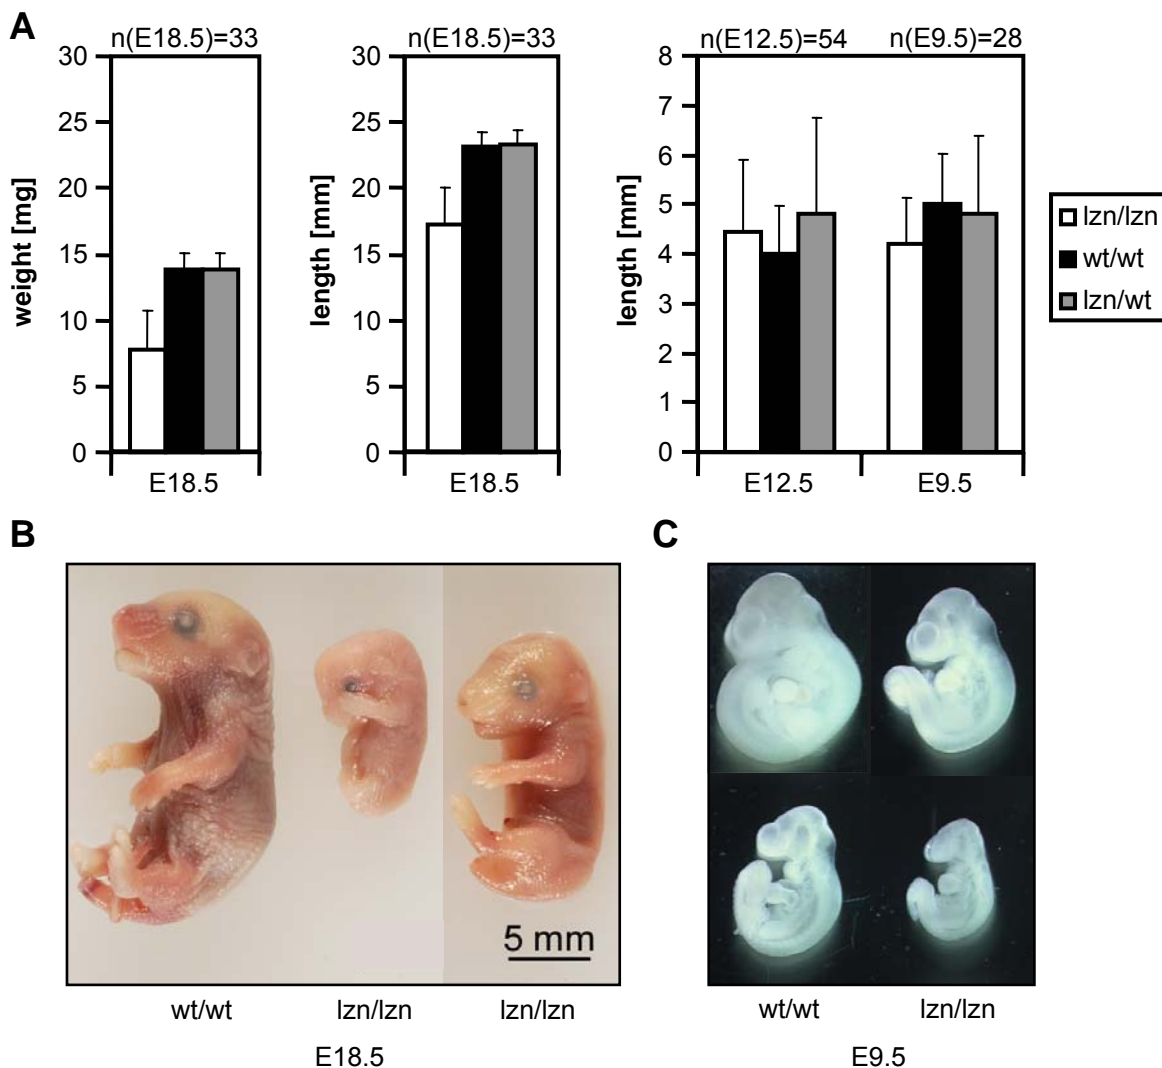 A
n(E18.5)=33
30
25
20
15
10
5
0
weight [mg]
E18.5
n(E18.5)=33
30
25
20
15
10
5
0
length [mm]
E18.5
n(E12.5)=54 n(E9.5)=28
8
7
6
5
4
3
2
1
0
length [mm]
E12.5 E9.5
lzn/lzn
wt/wt
lzn/wt
B
5 mm
wt/wt lzn/lzn lzn/lzn
E18.5
C
wt/wt lzn/lzn
E9.5